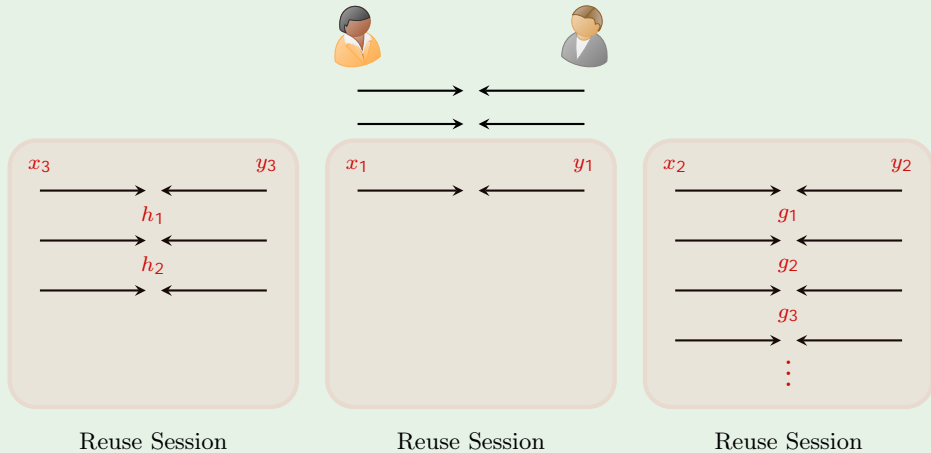 x₃ y₃
h₁
h₂
Reuse Session
x₁ y₁
Reuse Session
x₂ y₂
g₁
g₂
g₃
⋮
Reuse Session